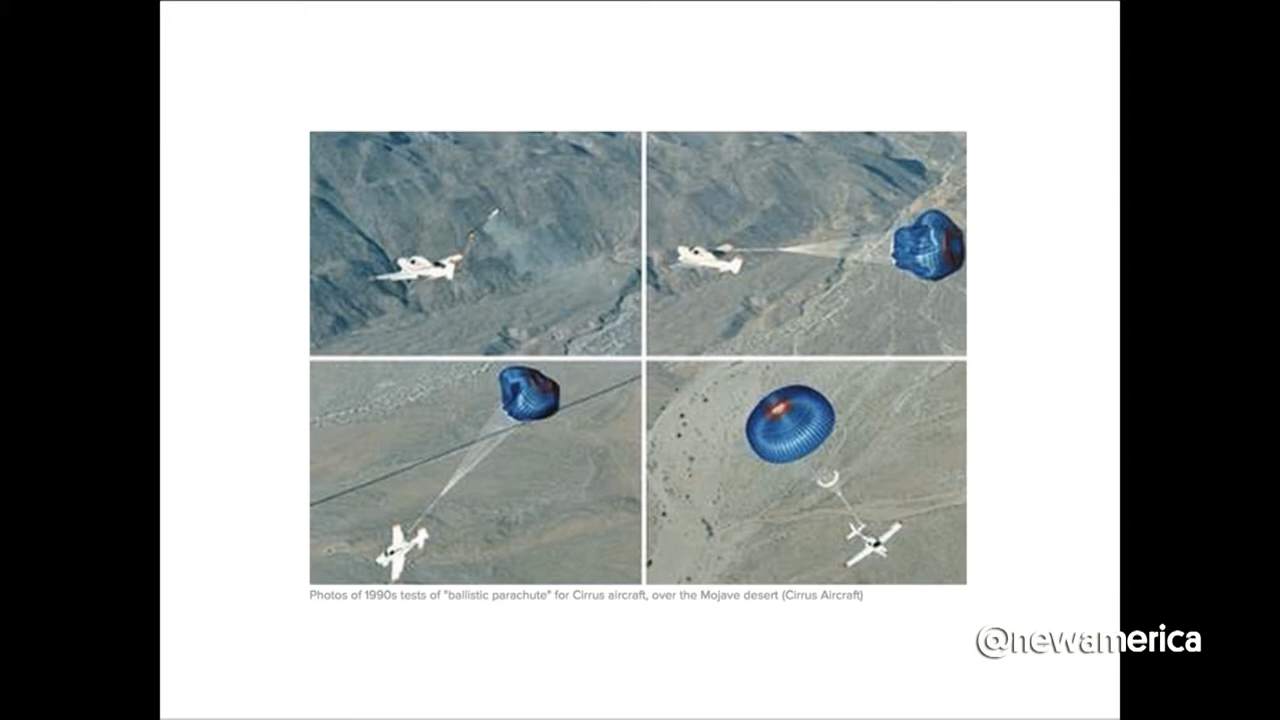 Photos of 1990s tests of "ballistic parachute" for Cirrus aircraft, over the Mojave desert (Cirrus Aircraft)
@newamerica